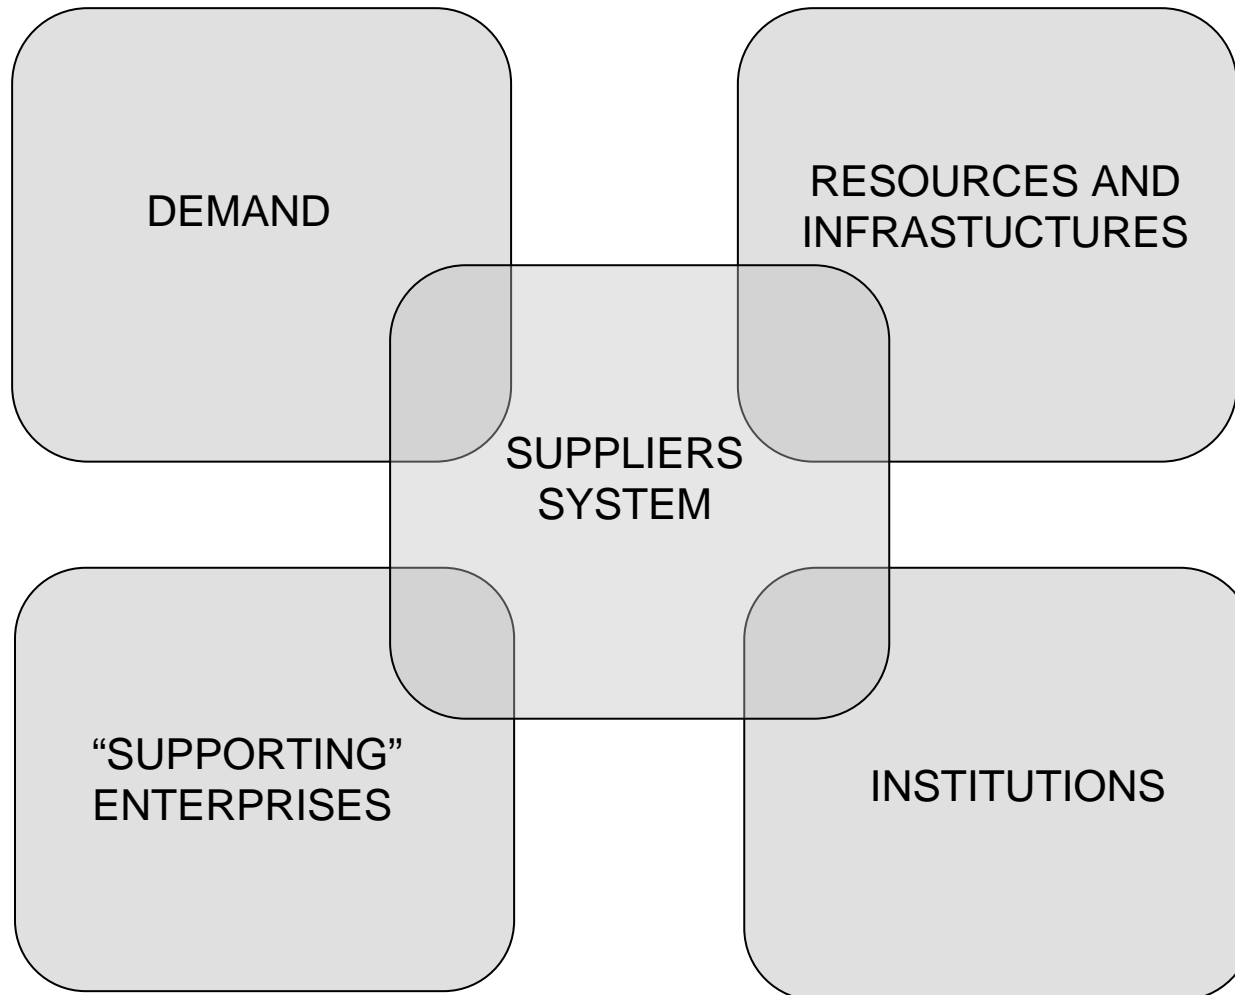 DEMAND
RESOURCES AND
INFRASTUCTURES
SUPPLIERS
SYSTEM
“SUPPORTING”
ENTERPRISES
INSTITUTIONS